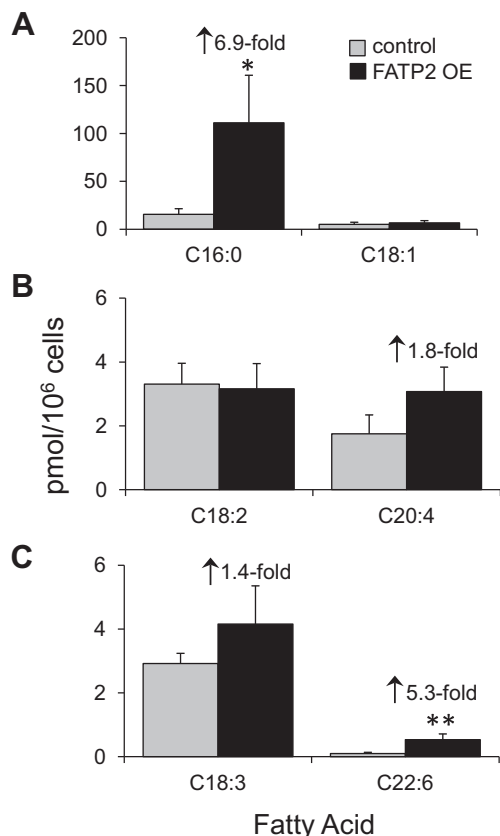 A
200
↑6.9-fold
*
control
FATP2 OE
150
100
50
0
C16:0 C18:1
B
6
↑1.8-fold
4
2
0
C18:2 C20:4
pmol/10⁶ cells
C
6
↑1.4-fold
4
↑5.3-fold
**
2
0
C18:3 C22:6
Fatty Acid